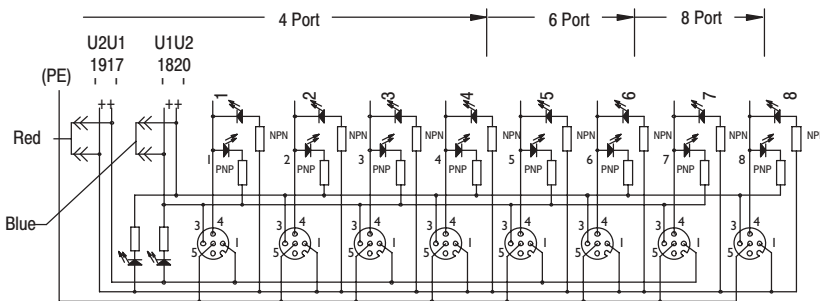 4 Port
6 Port
8 Port
U2U1
U1U2
1917
1820
(PE)
- -
+ +
- -
+ +
Red
Blue
1
2
3
4
5
6
7
8
NPN
NPN
NPN
NPN
NPN
NPN
NPN
NP
1
2
3
4
5
6
7
8
PNP
PNP
PNP
PNP
PNP
PNP
PNP
PNP
3 4
3 4
3 4
3 4
3 4
3 4
3 4
3 4
5 1
5 1
5 1
5 1
5 1
5 1
5 1
5 1